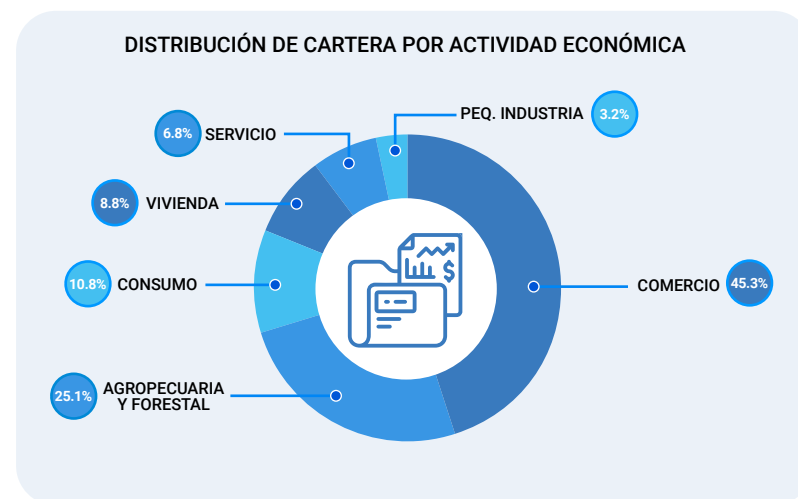 DISTRIBUCIÓN DE CARTERA POR ACTIVIDAD ECONÓMICA
PEQ. INDUSTRIA 3.2%
6.8% SERVICIO
8.8% VIVIENDA
10.8% CONSUMO
COMERCIO 45.3%
25.1% AGROPECUARIA
Y FORESTAL
$